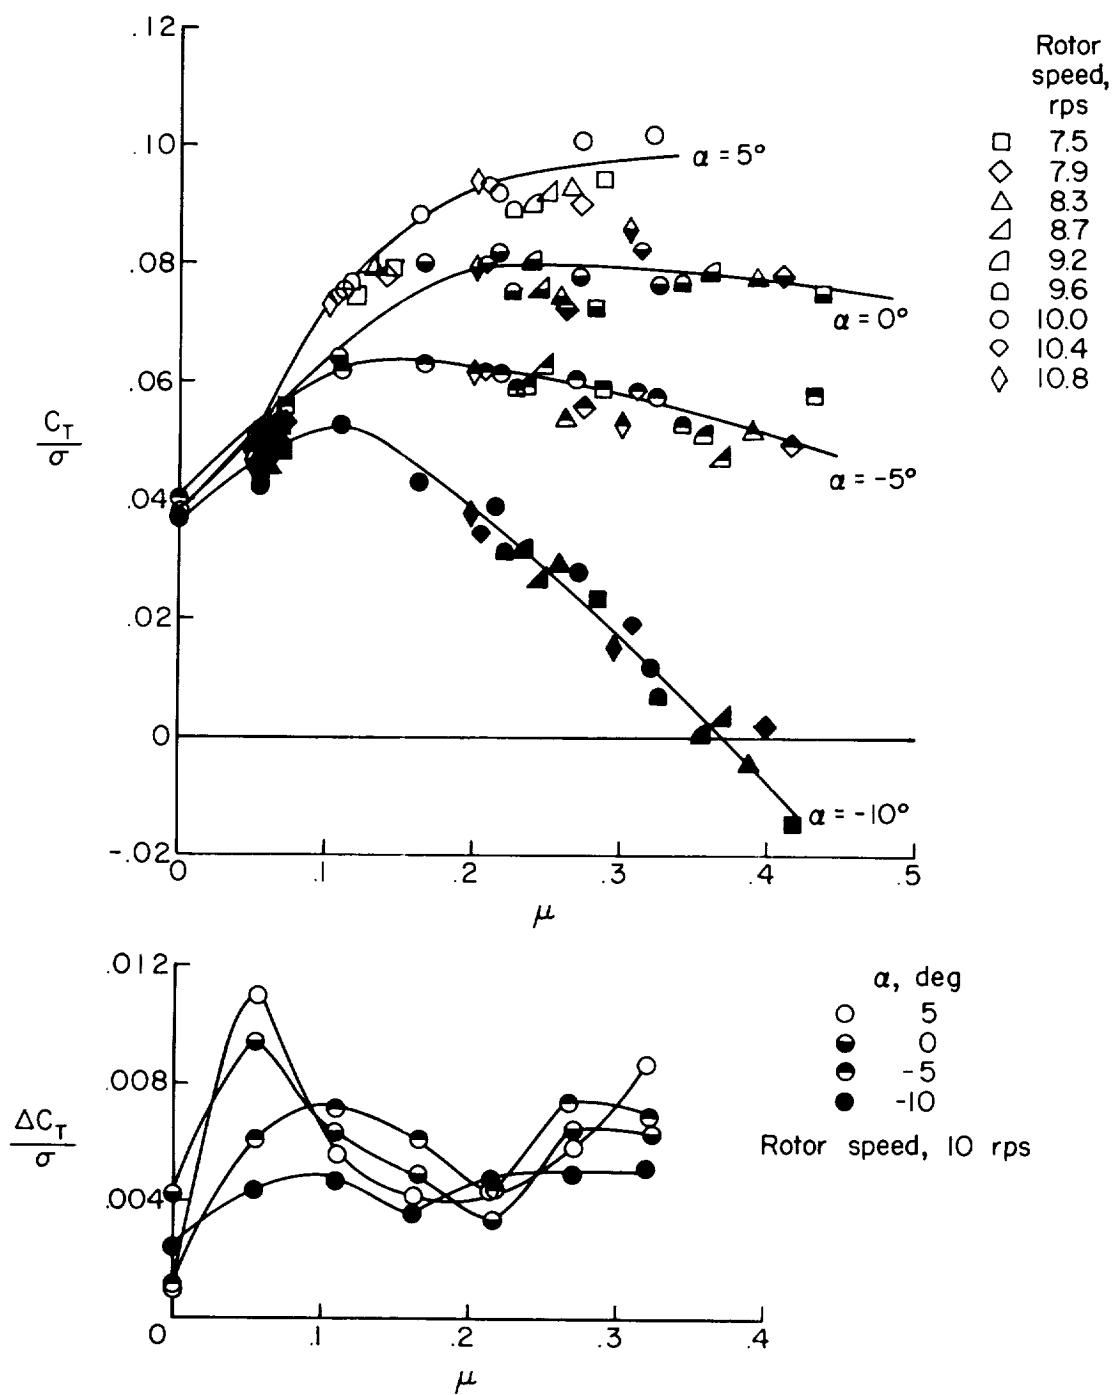 .12
.10
.08
.06
.04
.02
0
-.02
C_T
σ
0 .1 .2 .3 .4 .5
μ
α = 5°
α = 0°
α = -5°
α = -10°
Rotor
speed,
rps
7.5
7.9
8.3
8.7
9.2
9.6
10.0
10.4
10.8
.012
.008
.004
0 .1 .2 .3 .4
ΔC_T
σ
μ
α, deg
5
0
-5
-10
Rotor speed, 10 rps